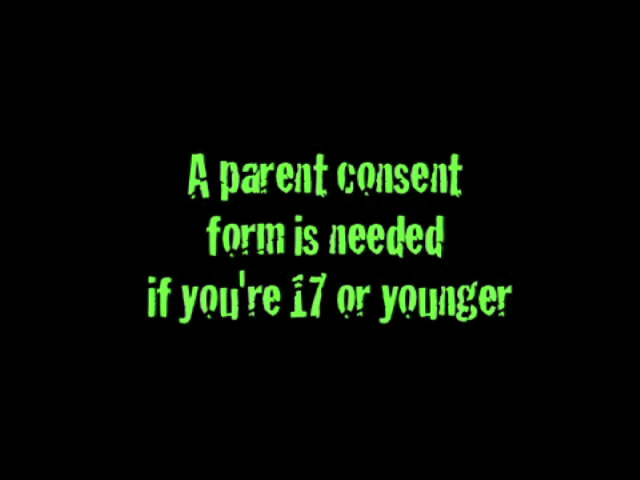 A parent consent
form is needed
if you're 17 or younger